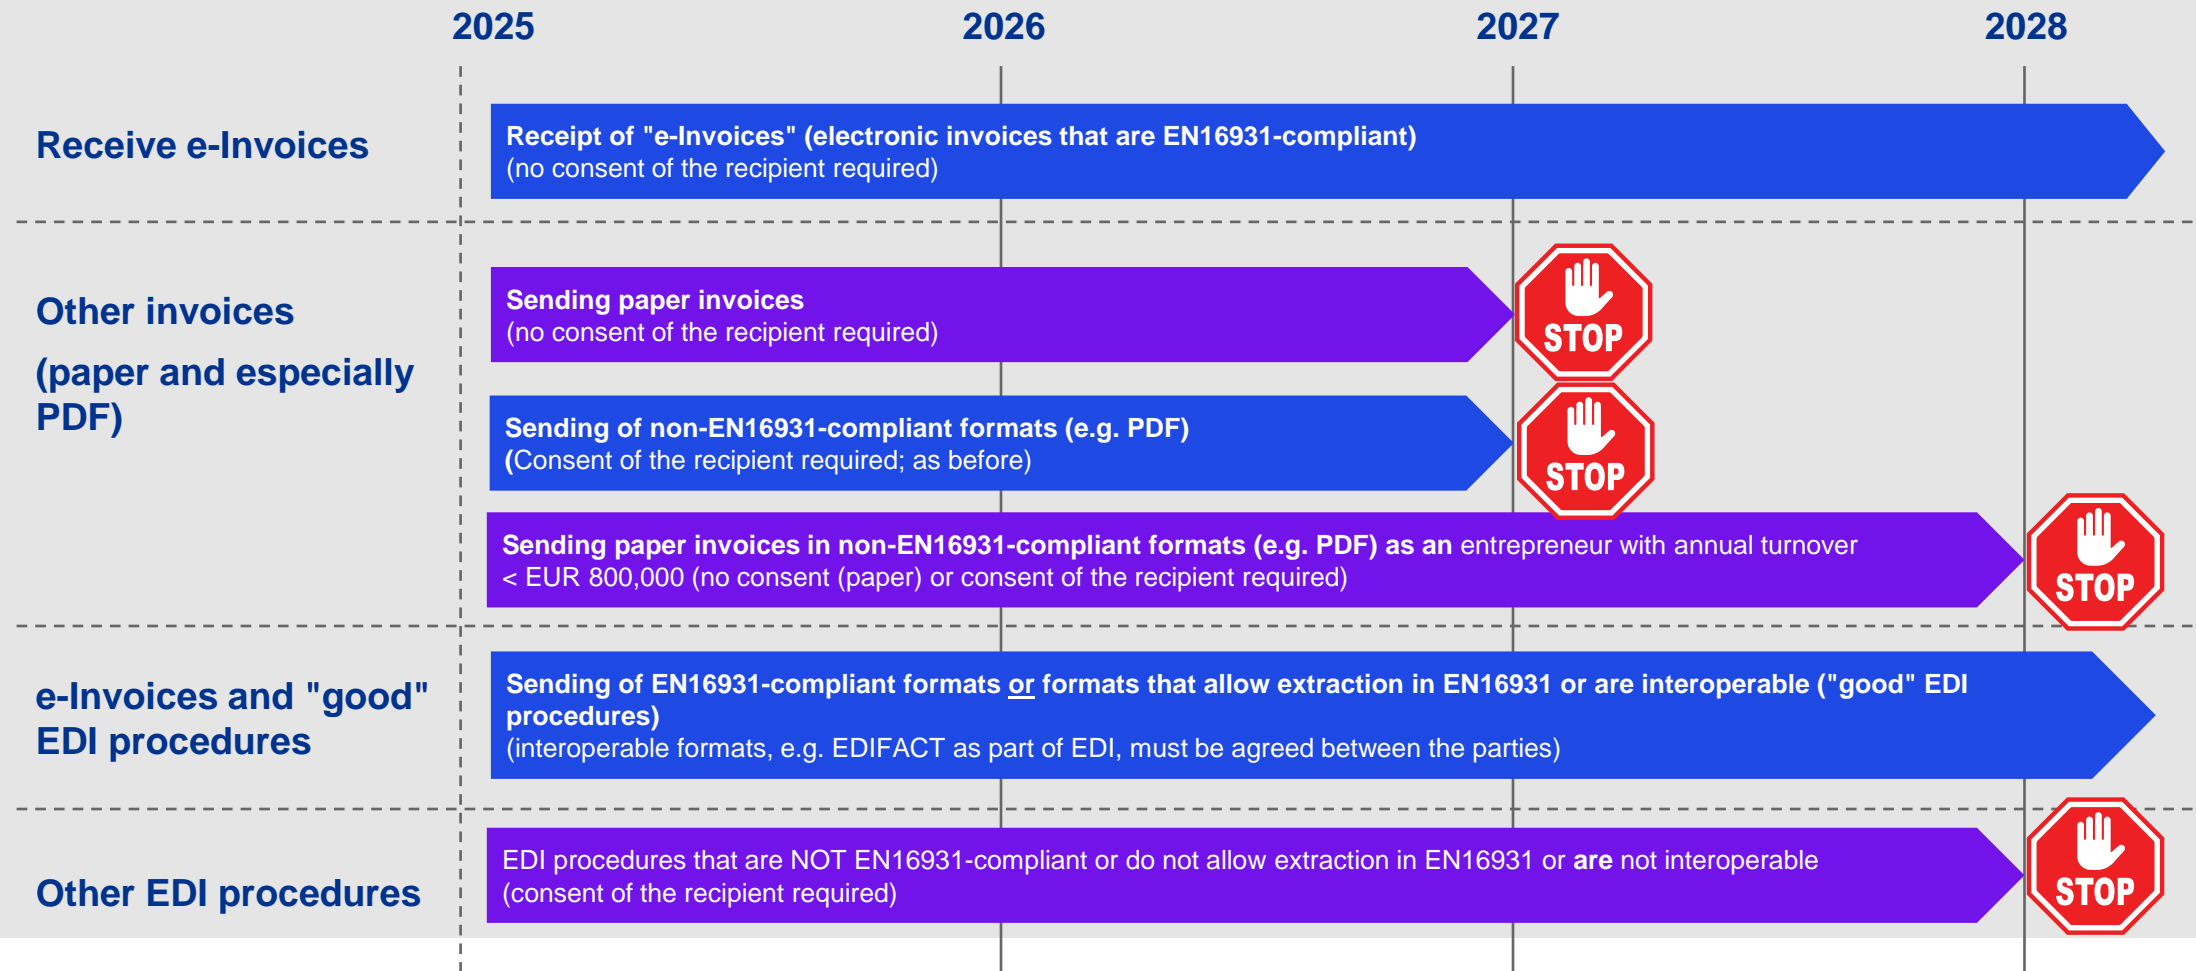 2025
2026
2027
2028
Receive e-Invoices
Receipt of "e-Invoices" (electronic invoices that are EN16931-compliant)
(no consent of the recipient required)
Other invoices
(paper and especially
PDF)
Sending paper invoices
(no consent of the recipient required)
STOP
Sending of non-EN16931-compliant formats (e.g. PDF)
(Consent of the recipient required; as before)
STOP
Sending paper invoices in non-EN16931-compliant formats (e.g. PDF) as an entrepreneur with annual turnover
< EUR 800,000 (no consent (paper) or consent of the recipient required)
STOP
e-Invoices and "good"
EDI procedures
Sending of EN16931-compliant formats or formats that allow extraction in EN16931 or are interoperable ("good" EDI
procedures)
(interoperable formats, e.g. EDIFACT as part of EDI, must be agreed between the parties)
Other EDI procedures
EDI procedures that are NOT EN16931-compliant or do not allow extraction in EN16931 or are not interoperable
(consent of the recipient required)
STOP